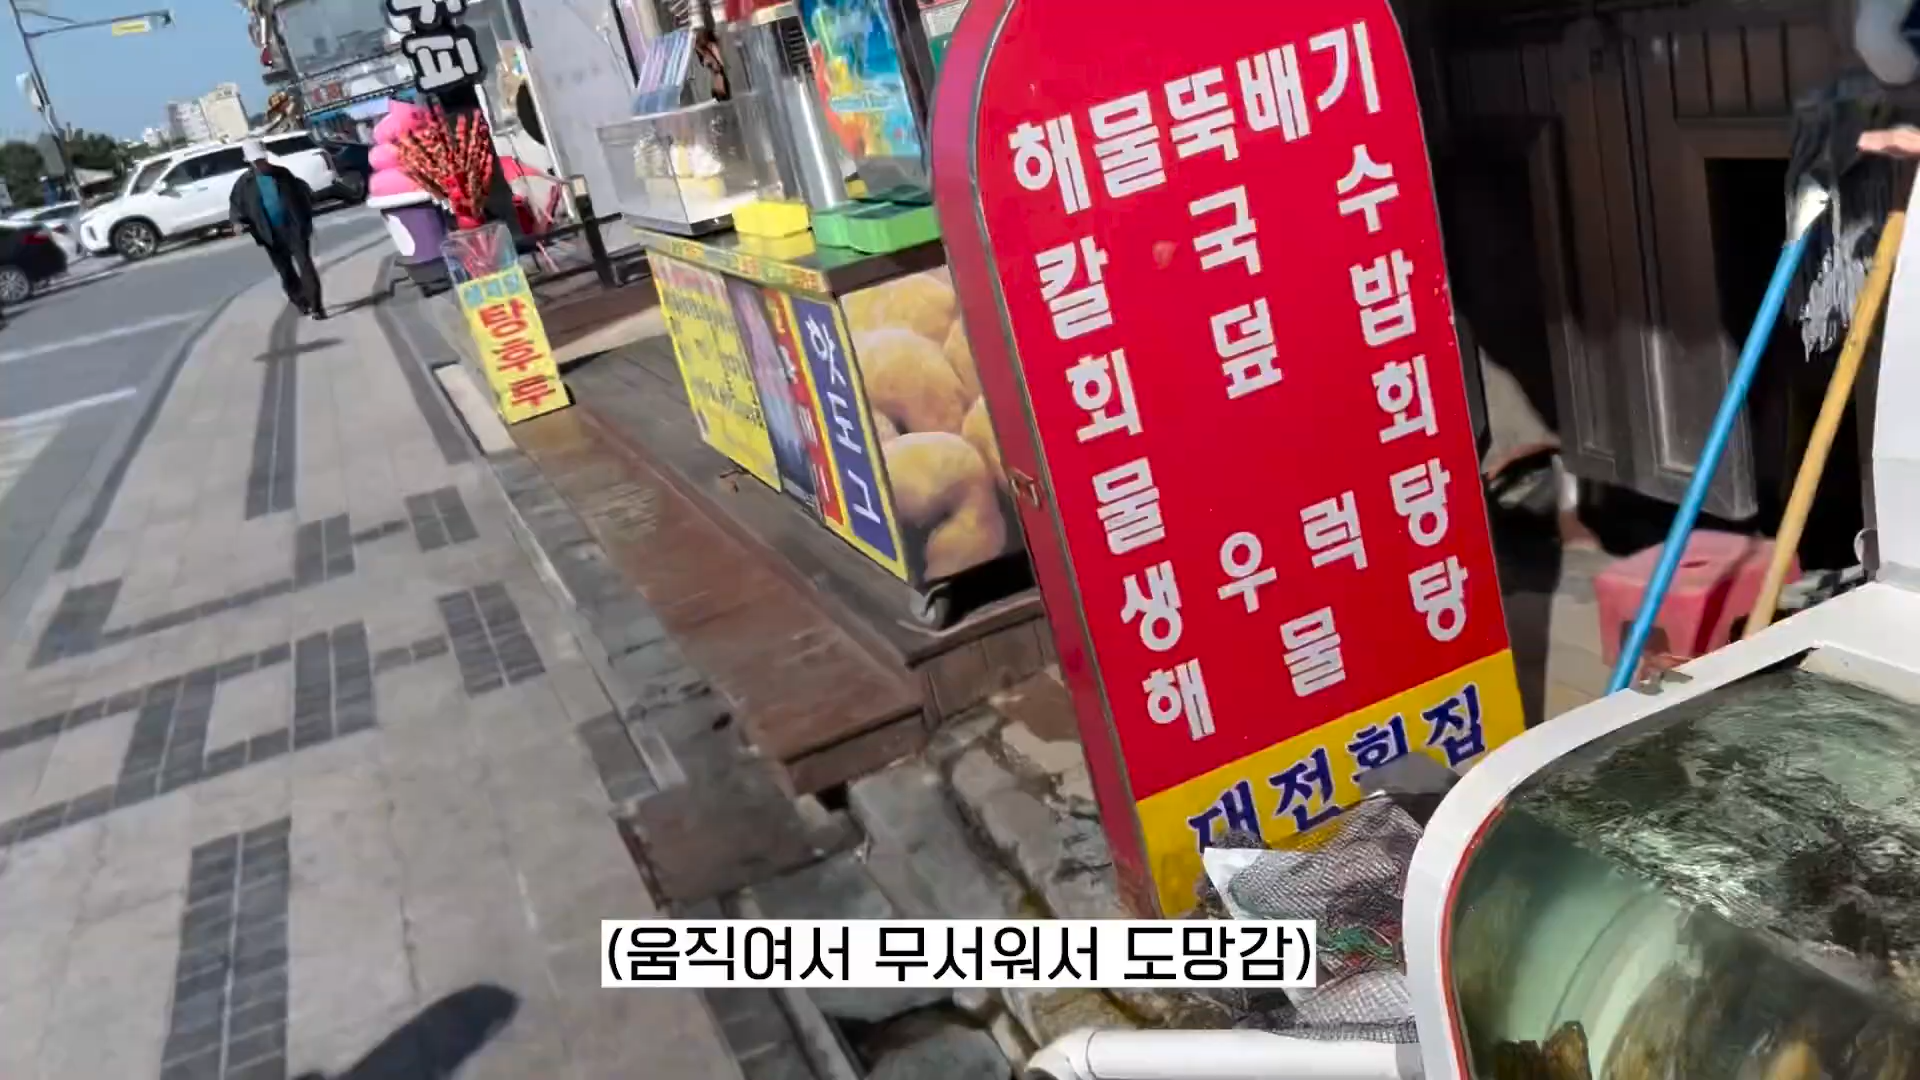 커피
해물뚝배기
칼국수
회덮밥
물회
생우럭탕
해물탕
대전회집
탕후루
핫도그
(움직여서 무서워서 도망감)